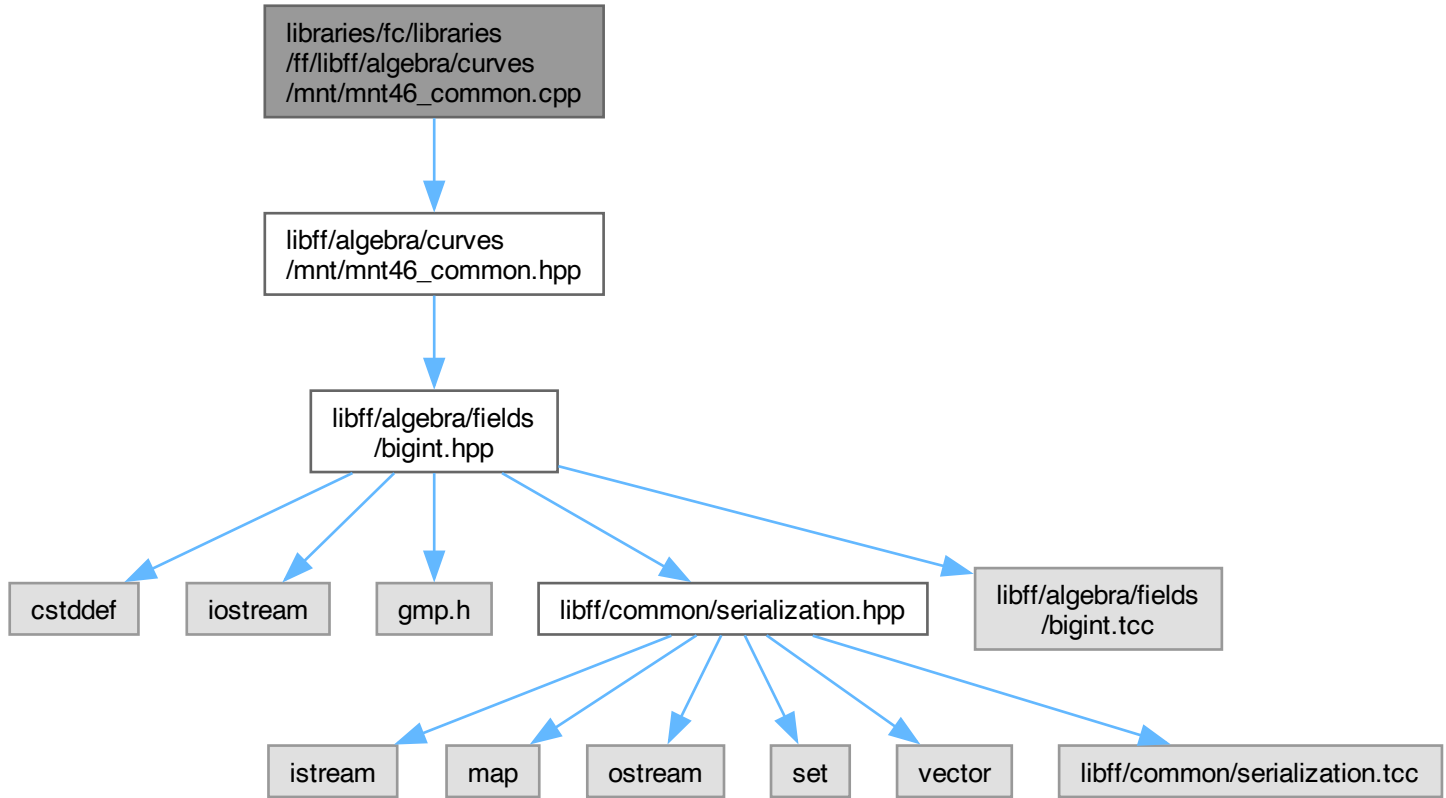 libraries/fc/libraries
/ff/libff/algebra/curves
/mnt/mnt46_common.cpp
libff/algebra/curves
/mnt/mnt46_common.hpp
libff/algebra/fields
/bigint.hpp
cstddef
iostream
gmp.h
libff/common/serialization.hpp
libff/algebra/fields
/bigint.tcc
istream
map
ostream
set
vector
libff/common/serialization.tcc